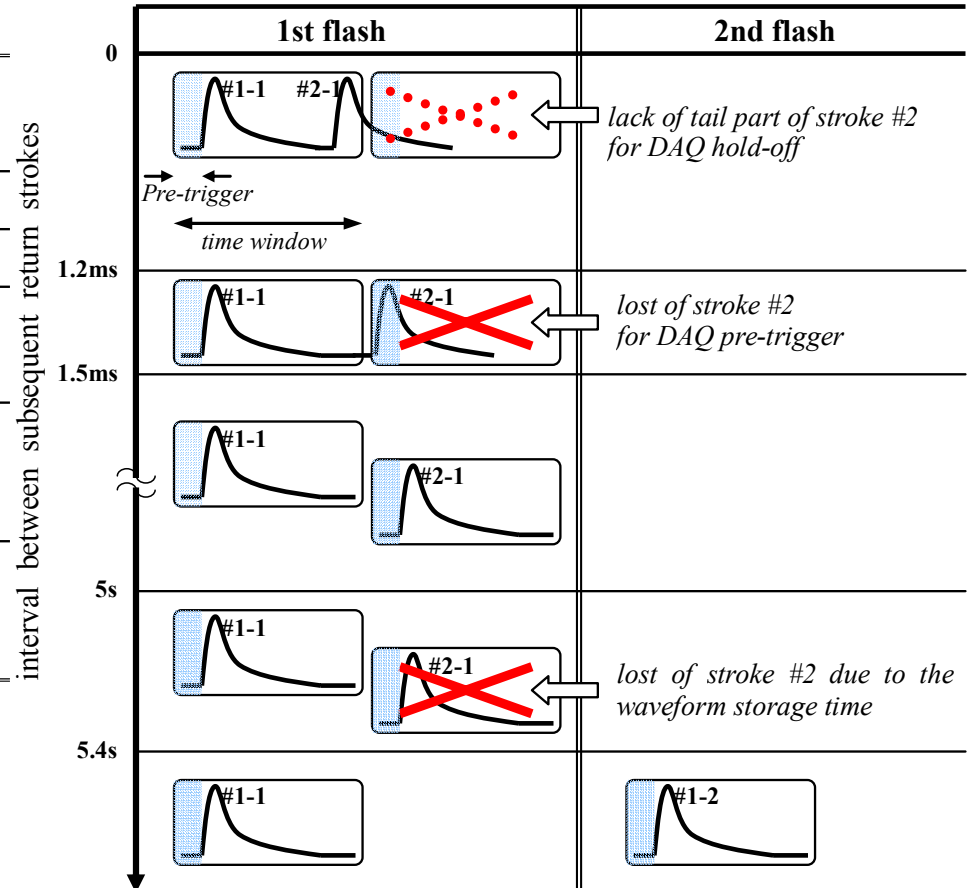 1st flash
2nd flash
0
#1-1
#2-1
lack of tail part of stroke #2
for DAQ hold-off
Pre-trigger
time window
interval between subsequent return strokes
1.2ms
#1-1
#2-1
lost of stroke #2
for DAQ pre-trigger
1.5ms
#1-1
#2-1
5s
#1-1
#2-1
lost of stroke #2 due to the
waveform storage time
5.4s
#1-1
#1-2